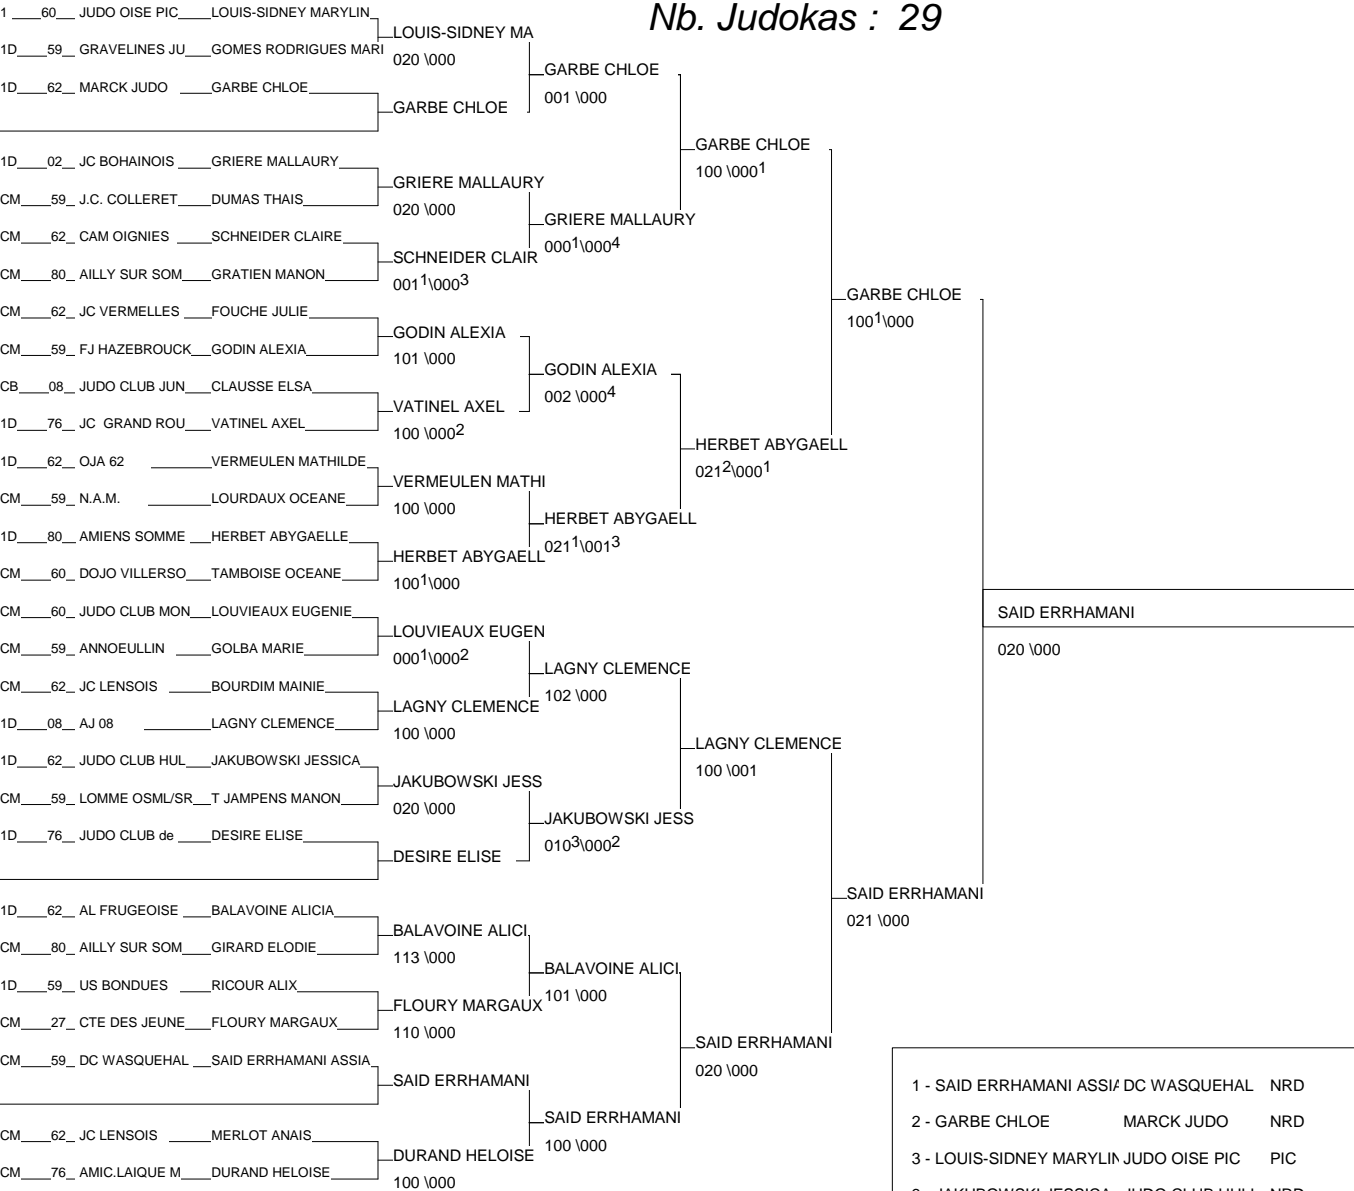 Nb. Judokas : 29
1 60 JUDO OISE PIC LOUIS-SIDNEY MARYLIN
1D 59 GRAVELINES JU GOMES RODRIGUES MARI
1D 62 MARCK JUDO GARBE CHLOE
1D 02 JC BOHAINOIS GRIERE MALLAURY
CM 59 J.C. COLLERET DUMAS THAIS
CM 62 CAM OIGNIES SCHNEIDER CLAIRE
CM 80 AILLY SUR SOM GRATIEN MANON
CM 62 JC VERMELLES FOUCHE JULIE
CM 59 FJ HAZEBROUCK GODIN ALEXIA
CB 08 JUDO CLUB JUN CLAUSSE ELSA
1D 76 JC GRAND ROU VATINEL AXEL
1D 62 OJA 62 VERMEULEN MATHILDE
CM 59 N.A.M. LOURDAUX OCEANE
1D 80 AMIENS SOMME HERBET ABYGAELLE
CM 60 DOJO VILLERSO TAMBOISE OCEANE
CM 60 JUDO CLUB MON LOUVIEAUX EUGENIE
CM 59 ANNOEULLIN GOLBA MARIE
CM 62 JC LENSOIS BOURDIM MAINIE
1D 08 AJ 08 LAGNY CLEMENCE
1D 62 JUDO CLUB HUL JAKUBOWSKI JESSICA
CM 59 LOMME OSML/SR T JAMPENS MANON
1D 76 JUDO CLUB de DESIRE ELISE
1D 62 AL FRUGEOISE BALAVOINE ALICIA
CM 80 AILLY SUR SOM GIRARD ELODIE
1D 59 US BONDUES RICOUR ALIX
CM 27 CTE DES JEUNE FLOURY MARGAUX
CM 59 DC WASQUEHAL SAID ERRHAMANI ASSIA
CM 62 JC LENSOIS MERLOT ANAIS
CM 76 AMIC.LAIQUE M DURAND HELOISE
LOUIS-SIDNEY MA
020 \000
GARBE CHLOE
GRIERE MALLAURY
020 \000
SCHNEIDER CLAIR
001¹\000³
GODIN ALEXIA
101 \000
VATINEL AXEL
100 \000²
VERMEULEN MATHI
100 \000
HERBET ABYGAELL
100¹\000
LOUVIEAUX EUGEN
000¹\000²
LAGNY CLEMENCE
100 \000
JAKUBOWSKI JESS
020 \000
DESIRE ELISE
BALAVOINE ALICI
113 \000
FLOURY MARGAUX
110 \000
SAID ERRHAMANI
DURAND HELOISE
100 \000
GARBE CHLOE
001 \000
GRIERE MALLAURY
000¹\000⁴
GODIN ALEXIA
002 \000⁴
HERBET ABYGAELL
021¹\001³
LAGNY CLEMENCE
102 \000
JAKUBOWSKI JESS
010³\000²
BALAVOINE ALICI
101 \000
SAID ERRHAMANI
100 \000
GARBE CHLOE
100 \000¹
HERBET ABYGAELL
021²\000¹
LAGNY CLEMENCE
100 \001
SAID ERRHAMANI
020 \000
GARBE CHLOE
100¹\000
SAID ERRHAMANI
021 \000
SAID ERRHAMANI
020 \000
1 - SAID ERRHAMANI ASSIA DC WASQUEHAL NRD
2 - GARBE CHLOE MARCK JUDO NRD
3 - LOUIS-SIDNEY MARYLIN JUDO OISE PIC PIC